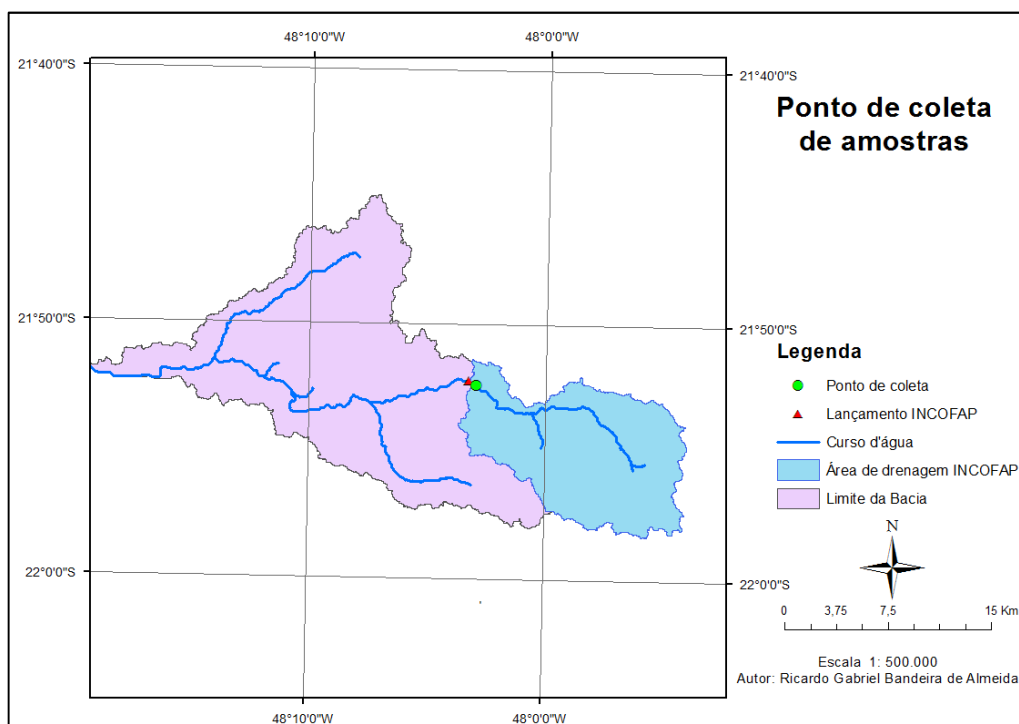 48°10'0"W
48°0'0"W
21°40'0"S
21°40'0"S
Ponto de coleta
de amostras
21°50'0"S
21°50'0"S
Legenda
Ponto de coleta
Lançamento INCOFAP
Curso d'água
Área de drenagem INCOFAP
Limite da Bacia
N
22°0'0"S
22°0'0"S
0 3,75 7,5 15 Km
Escala 1: 500.000
Autor: Ricardo Gabriel Bandeira de Almeida
48°10'0"W
48°0'0"W